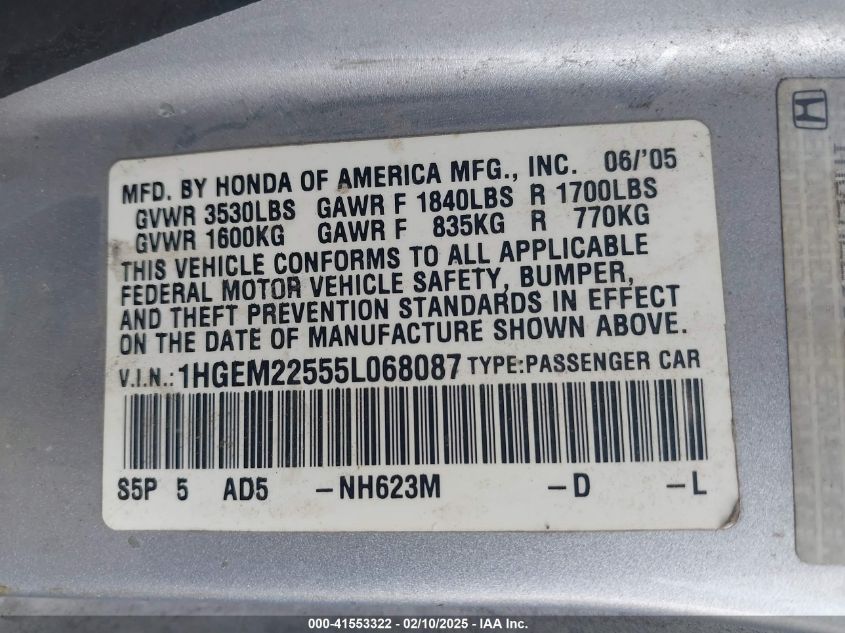 MFD. BY HONDA OF AMERICA MFG., INC. 06/'05
GVWR 3530LBS GAWR F 1840LBS R 1700LBS
GVWR 1600KG GAWR F 835KG R 770KG
THIS VEHICLE CONFORMS TO ALL APPLICABLE
FEDERAL MOTOR VEHICLE SAFETY, BUMPER,
AND THEFT PREVENTION STANDARDS IN EFFECT
ON THE DATE OF MANUFACTURE SHOWN ABOVE.
V.I.N.: 1HGEM22555L068087 TYPE:PASSENGER CAR
S5P 5 AD5 -NH623M -D -L
000-41553322 - 02/10/2025 - IAA Inc.